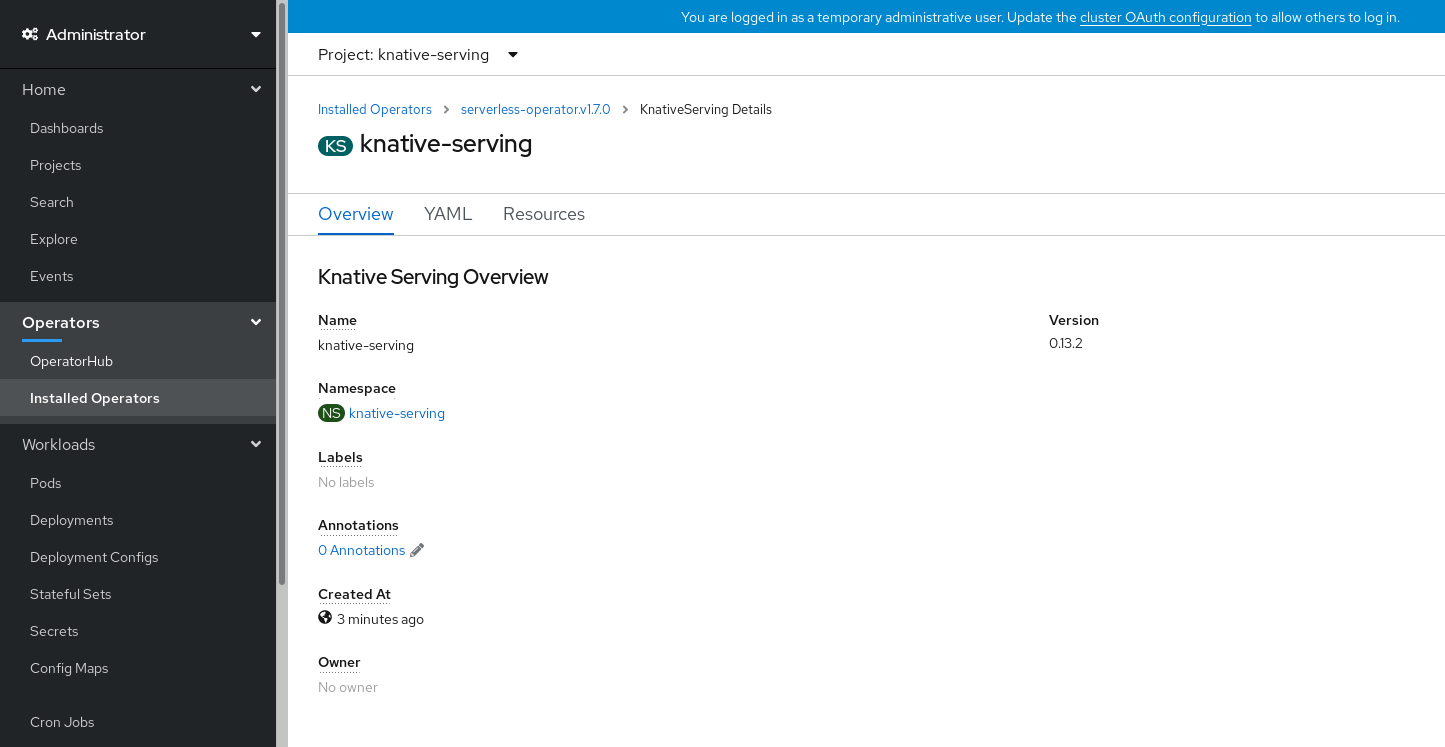 You are logged in as a temporary administrative user. Update the cluster OAuth configuration to allow others to log in.
Administrator
Home
Dashboards
Projects
Search
Explore
Events
Operators
OperatorHub
Installed Operators
Workloads
Pods
Deployments
Deployment Configs
Stateful Sets
Secrets
Config Maps
Cron Jobs
Project: knative-serving
Installed Operators > serverless-operator.v1.7.0 > KnativeServing Details
KS knative-serving
Overview YAML Resources
Knative Serving Overview
Name
knative-serving
Namespace
NS knative-serving
Labels
No labels
Annotations
0 Annotations
Created At
3 minutes ago
Owner
No owner
Version
0.13.2